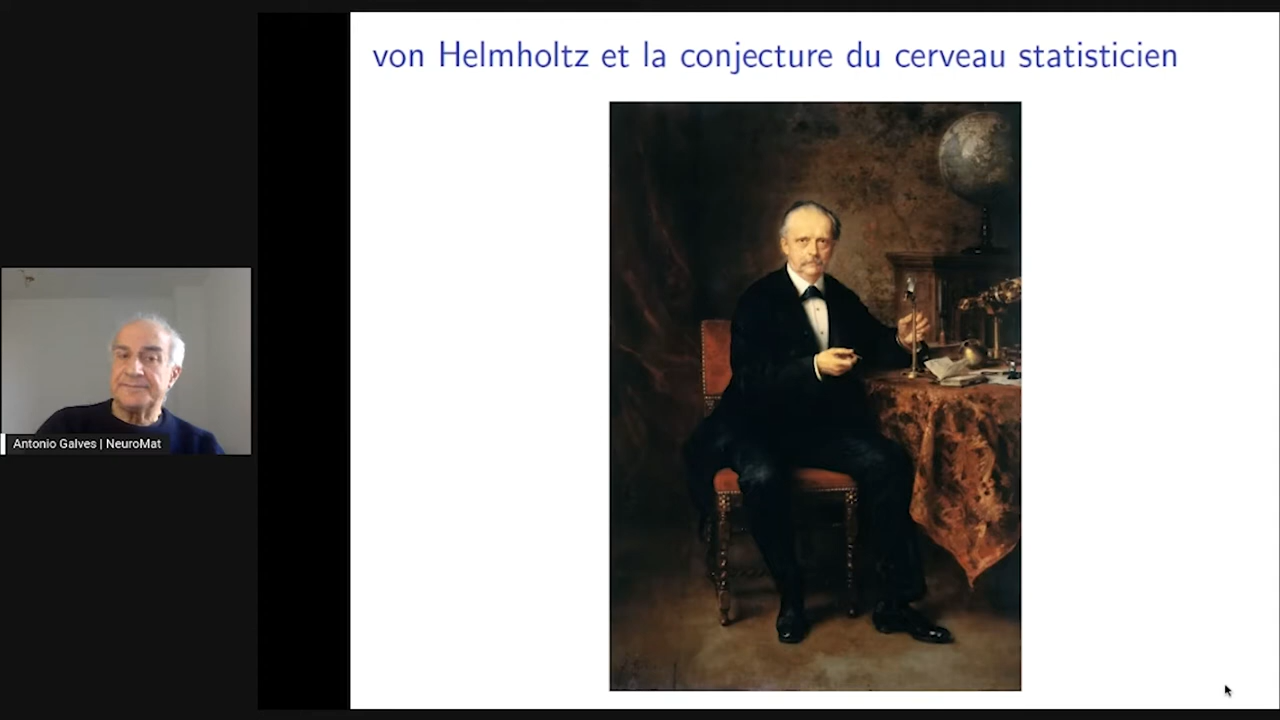 von Helmholtz et la conjecture du cerveau statisticien
Antonio Galves | NeuroMat